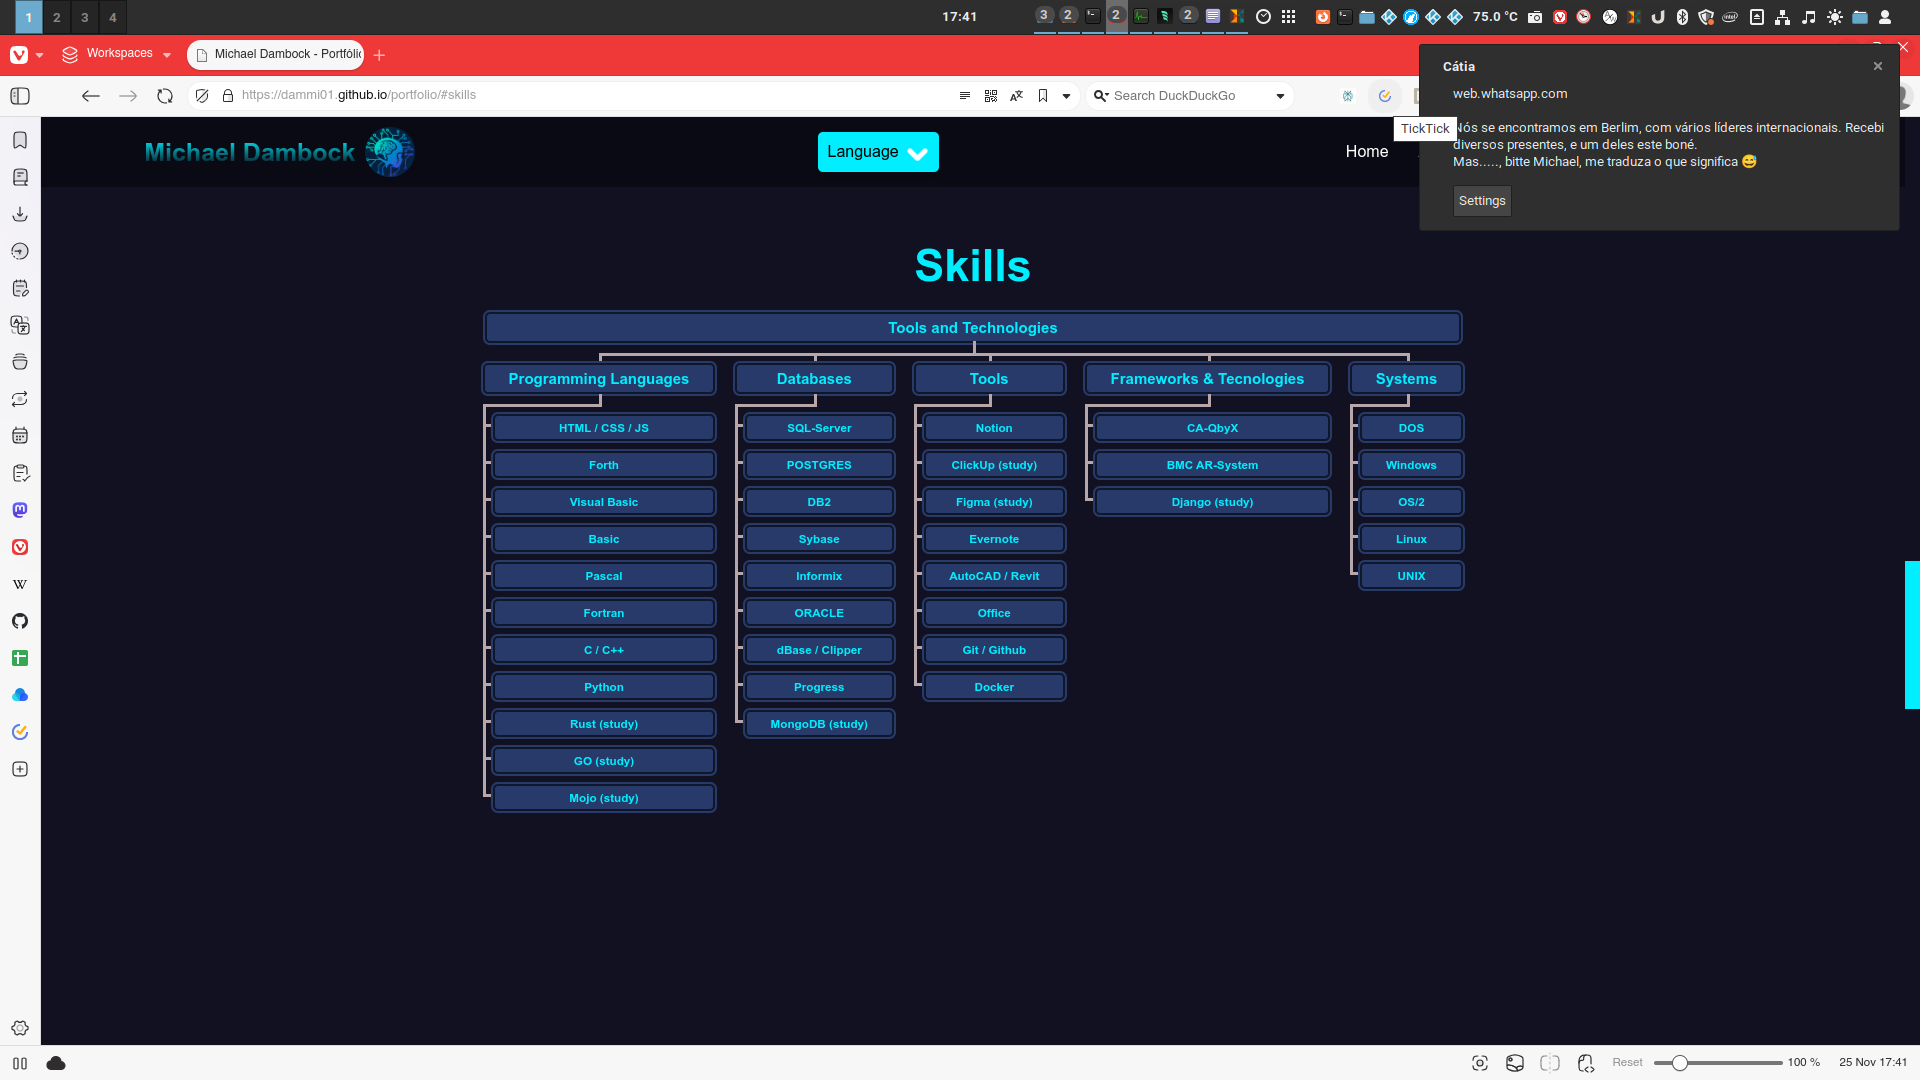 1 2 3 4
17:41
3 2 2 2
75.0 °C
Workspaces
Michael Dambock - Portfólio
https://dammi01.github.io/portfolio/#skills
Search DuckDuckGo
Cátia
web.whatsapp.com
TickTick
Nós se encontramos em Berlim, com vários líderes internacionais. Recebi
diversos presentes, e um deles este boné.
Mas....., bitte Michael, me traduza o que significa 😅
Settings
Michael Dambock
Language
Home
Skills
Tools and Technologies
Programming Languages
HTML / CSS / JS
Forth
Visual Basic
Basic
Pascal
Fortran
C / C++
Python
Rust (study)
GO (study)
Mojo (study)
Databases
SQL-Server
POSTGRES
DB2
Sybase
Informix
ORACLE
dBase / Clipper
Progress
MongoDB (study)
Tools
Notion
ClickUp (study)
Figma (study)
Evernote
AutoCAD / Revit
Office
Git / Github
Docker
Frameworks & Tecnologies
CA-QbyX
BMC AR-System
Django (study)
Systems
DOS
Windows
OS/2
Linux
UNIX
W
Reset
100 %
25 Nov 17:41